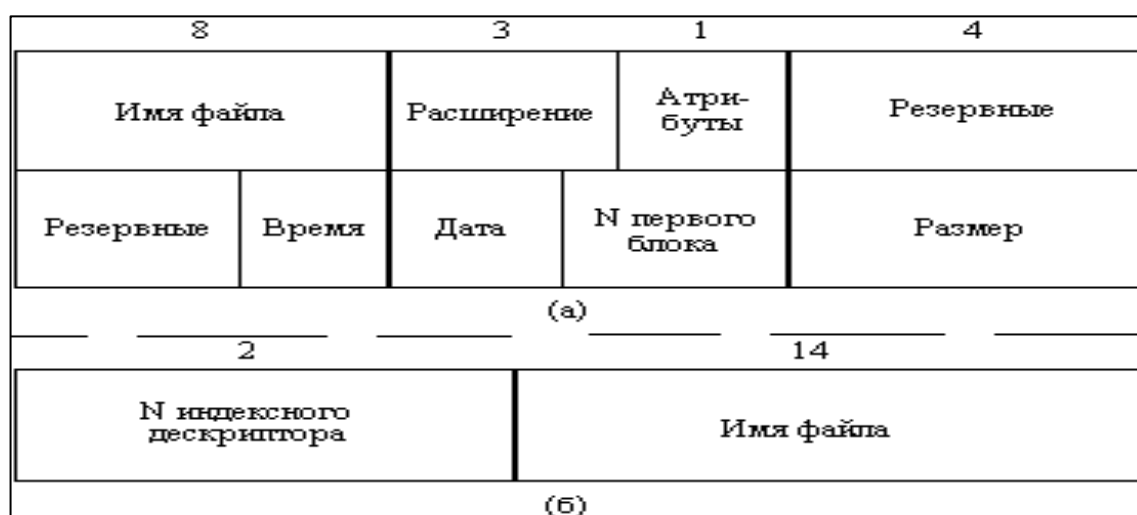 8 3 1 4
Имя файла Расширение Атри-
буты Резервные
Резервные Время Дата N первого
блока Размер
(а)
2 14
N индексного
дескриптора Имя файла
(б)